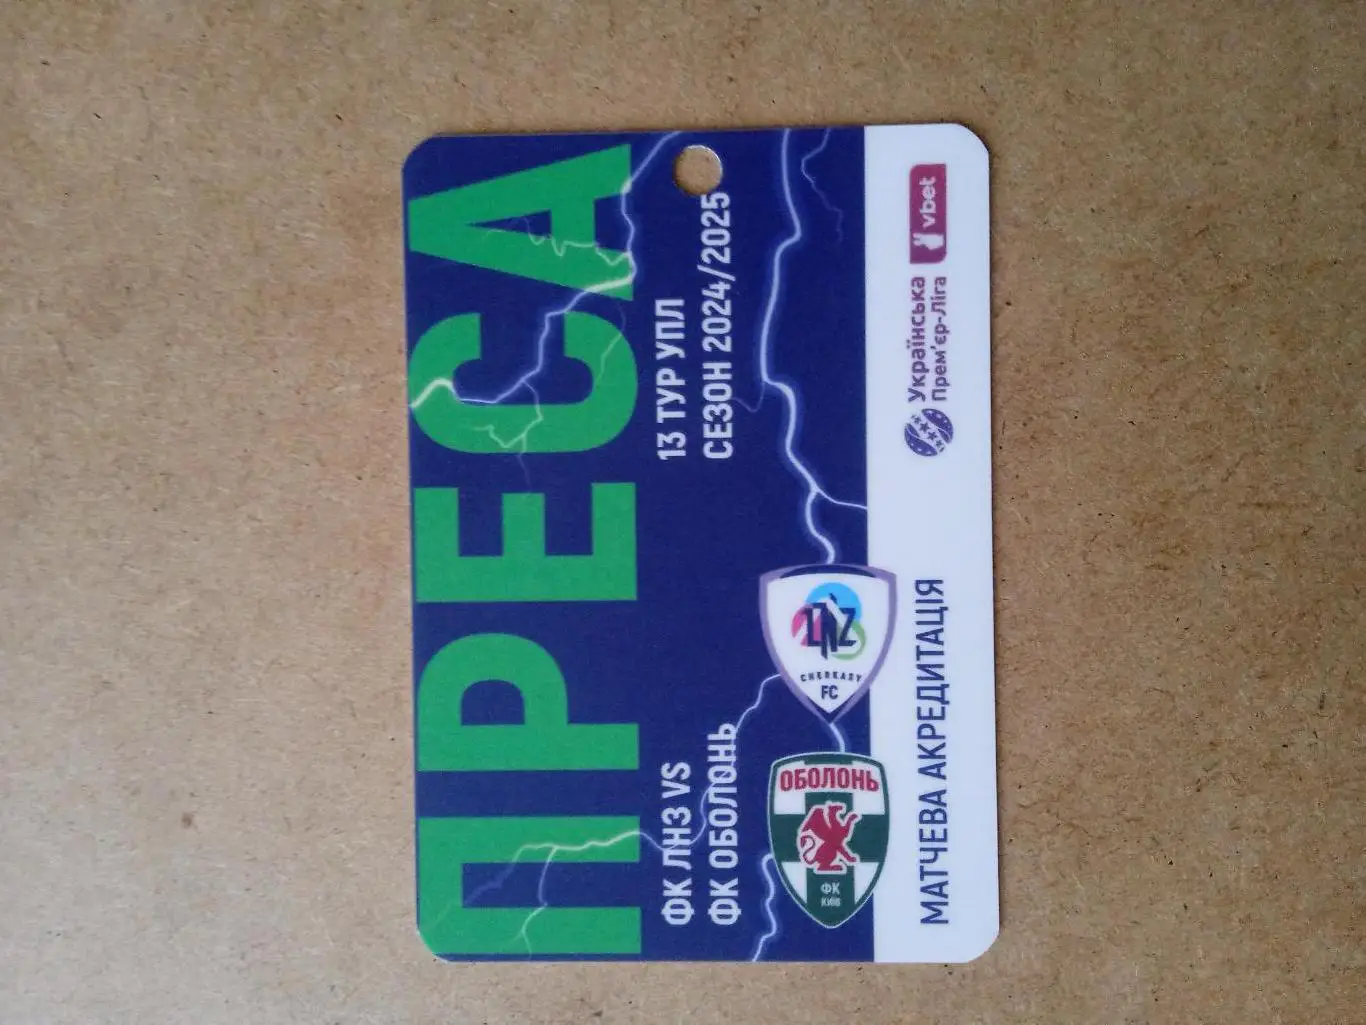 ПРЕСА
ФК ЛНЗ VS
ФК ОБОЛОНЬ
13 ТУР УПЛ
СЕЗОН 2024/2025
ОБОЛОНЬ
ФК
КИЇВ
LNZ
CHERKASY
FC
МАТЧЕВА АКРЕДИТАЦІЯ
Українська
Прем'єр-Ліга
vbet